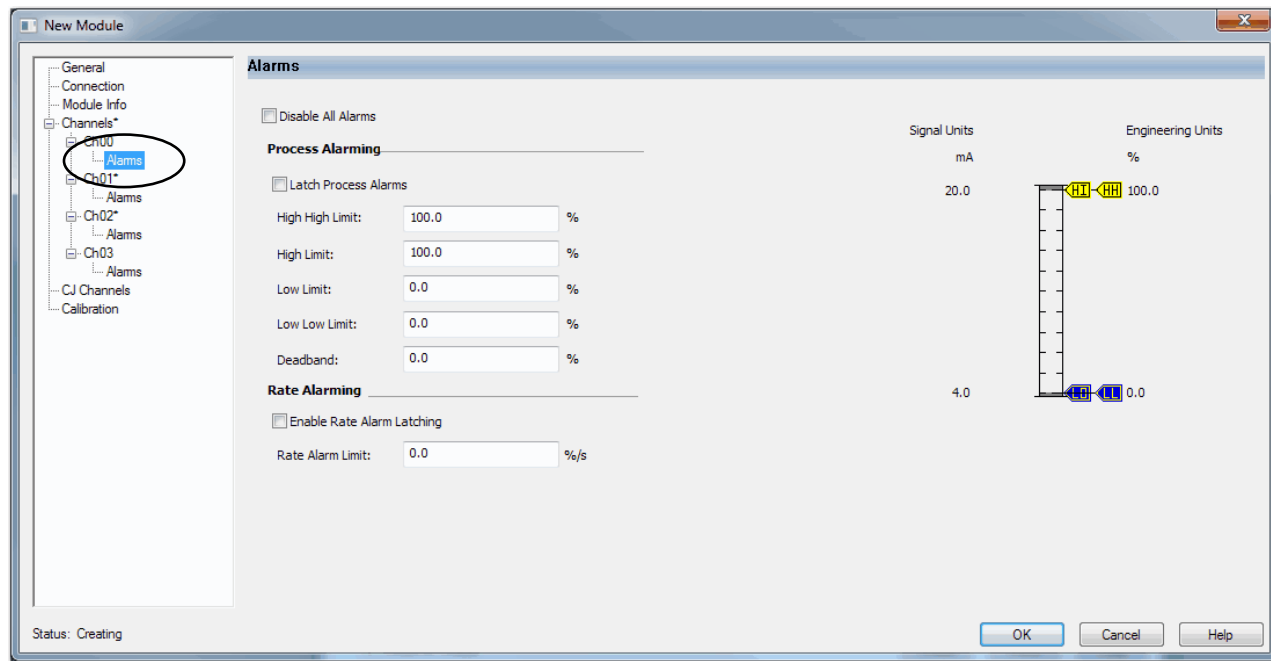 New Module
General
Connection
Module Info
Channels*
Ch00
Alarms
Ch01*
Alarms
Ch02*
Alarms
Ch03
Alarms
CJ Channels
Calibration
Alarms
Disable All Alarms
Process Alarming
Latch Process Alarms
High High Limit: 100.0 %
High Limit: 100.0 %
Low Limit: 0.0 %
Low Low Limit: 0.0 %
Deadband: 0.0 %
Rate Alarming
Enable Rate Alarm Latching
Rate Alarm Limit: 0.0 %/s
Signal Units Engineering Units
mA %
20.0 HI HH 100.0
4.0 LO LL 0.0
Status: Creating
OK Cancel Help